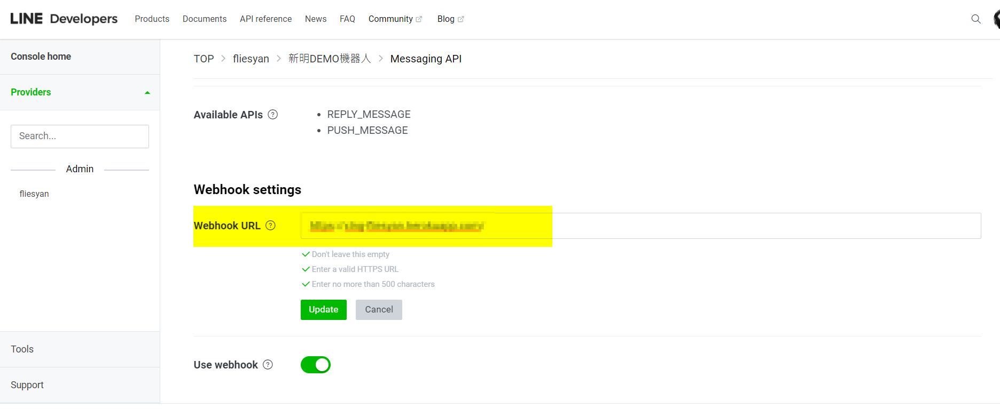 LINE Developers Products Documents API reference News FAQ Community Blog
Console home
Providers
Search...
Admin
fliesyan
Tools
Support
TOP > fliesyan > 新明DEMO機器人 > Messaging API
Available APIs ?
• REPLY_MESSAGE
• PUSH_MESSAGE
Webhook settings
Webhook URL ?
Don't leave this empty
Enter a valid HTTPS URL
Enter no more than 500 characters
Update Cancel
Use webhook ?